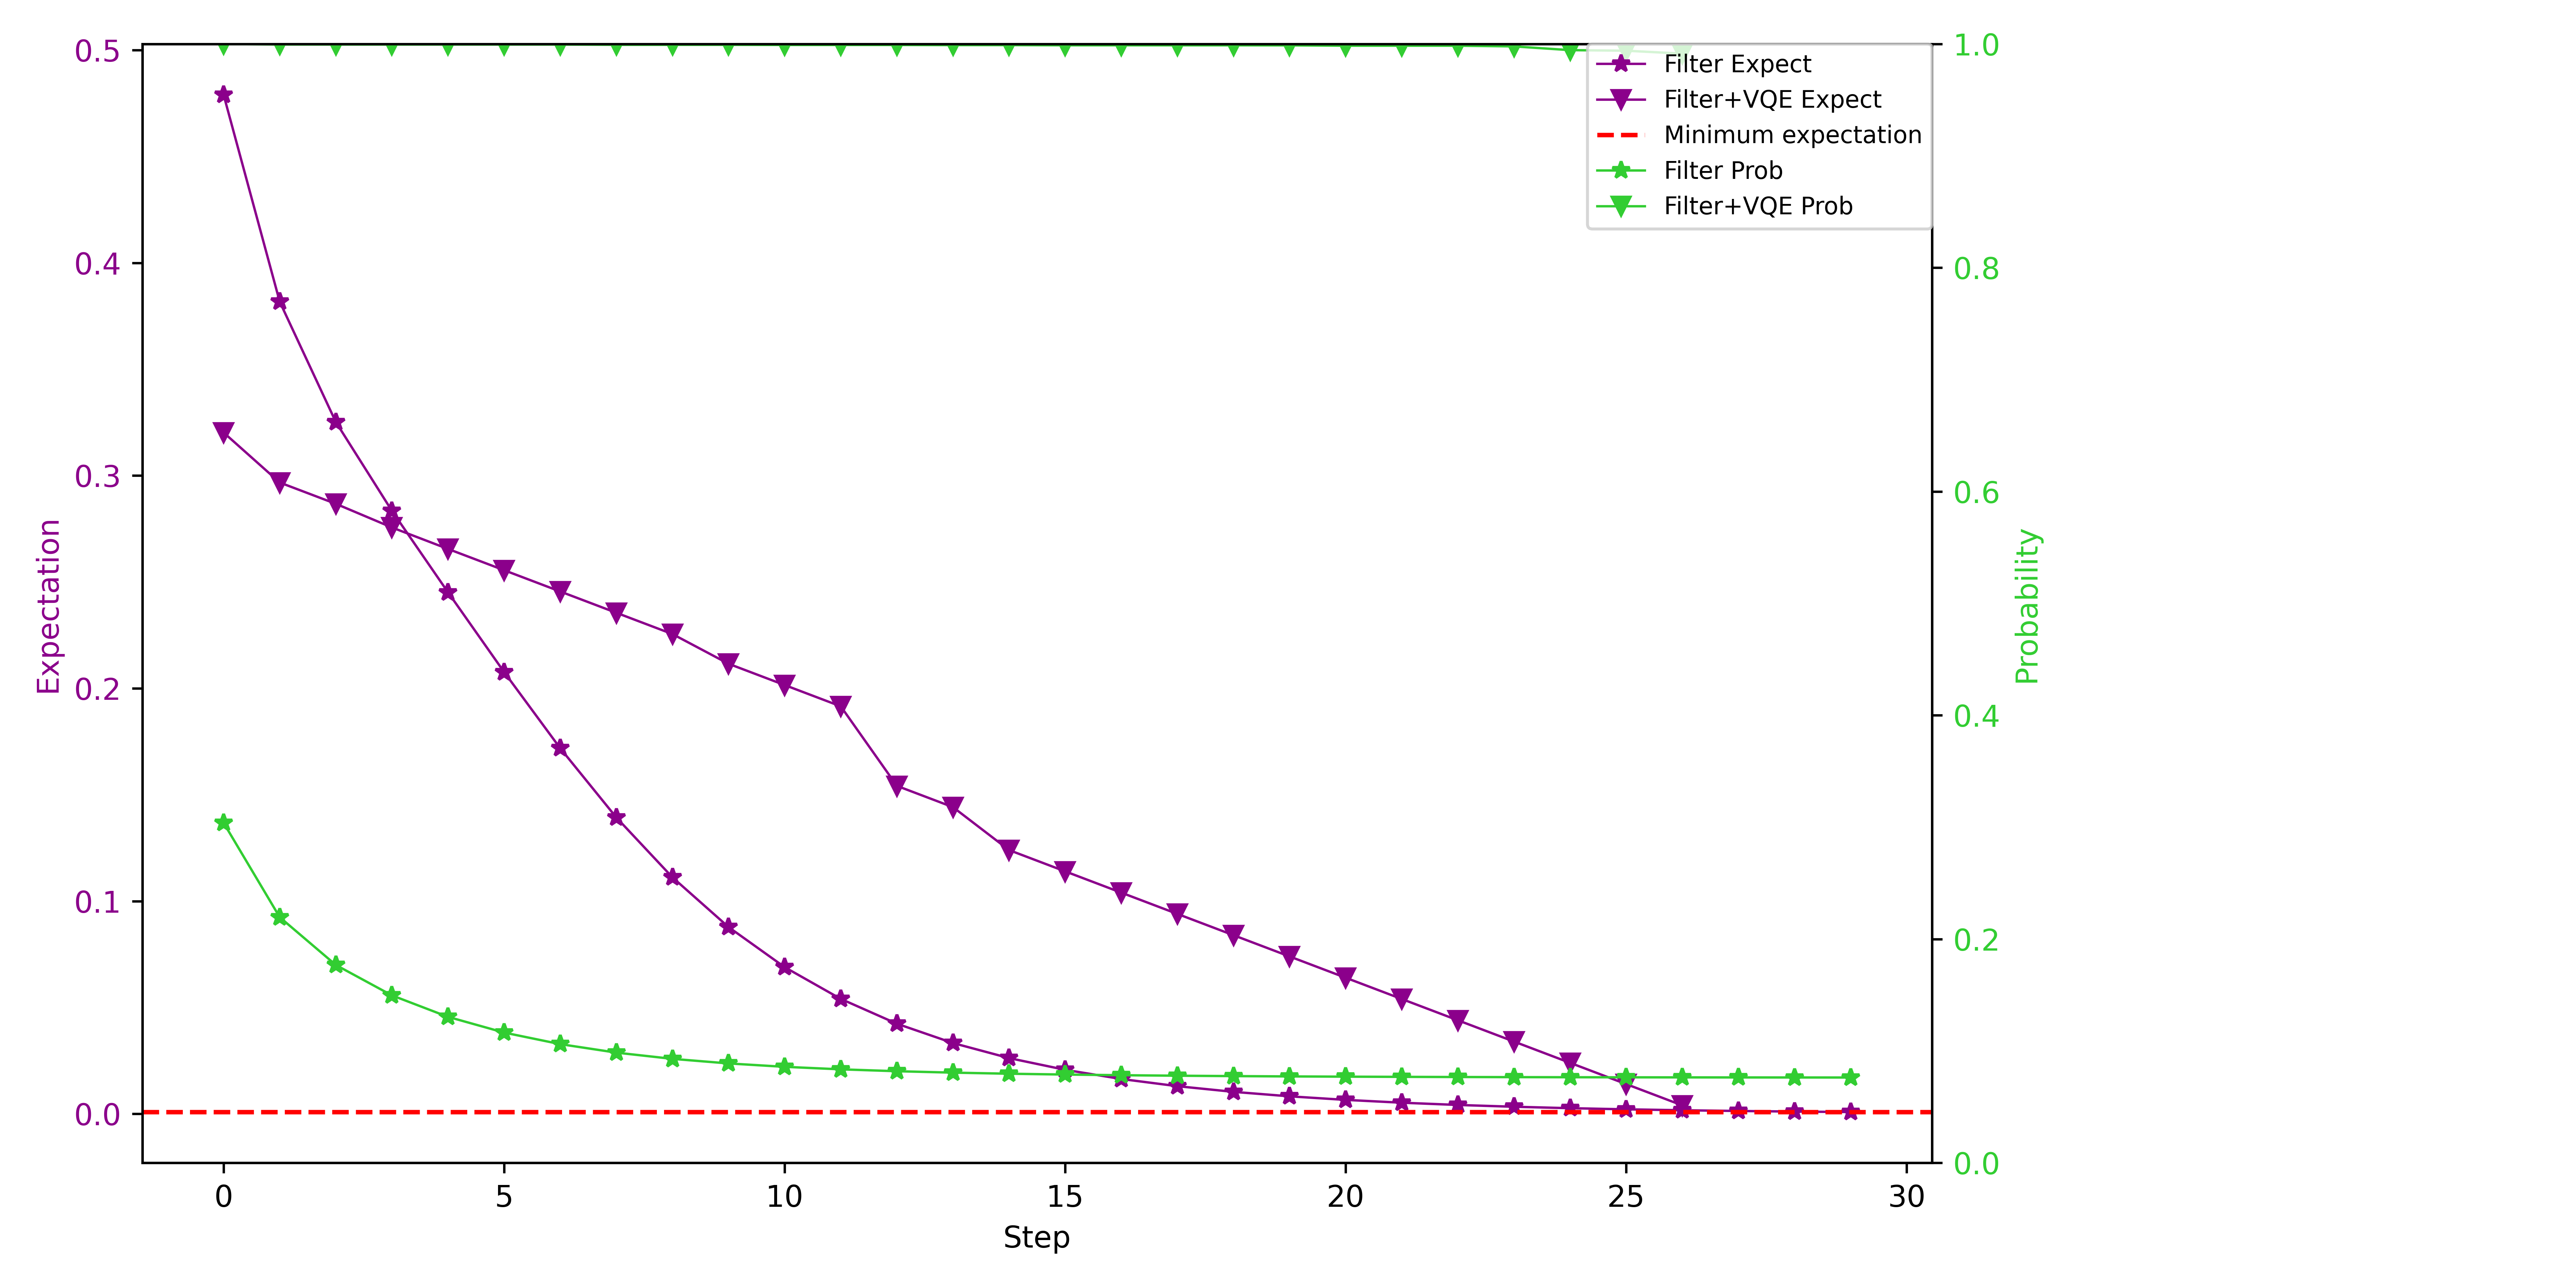 0.5
0.4
0.3
0.2
0.1
0.0
Expectation
Filter Expect
Filter+VQE Expect
Minimum expectation
Filter Prob
Filter+VQE Prob
1.0
0.8
0.6
0.4
0.2
0.0
Probability
0 5 10 15 20 25 30
Step